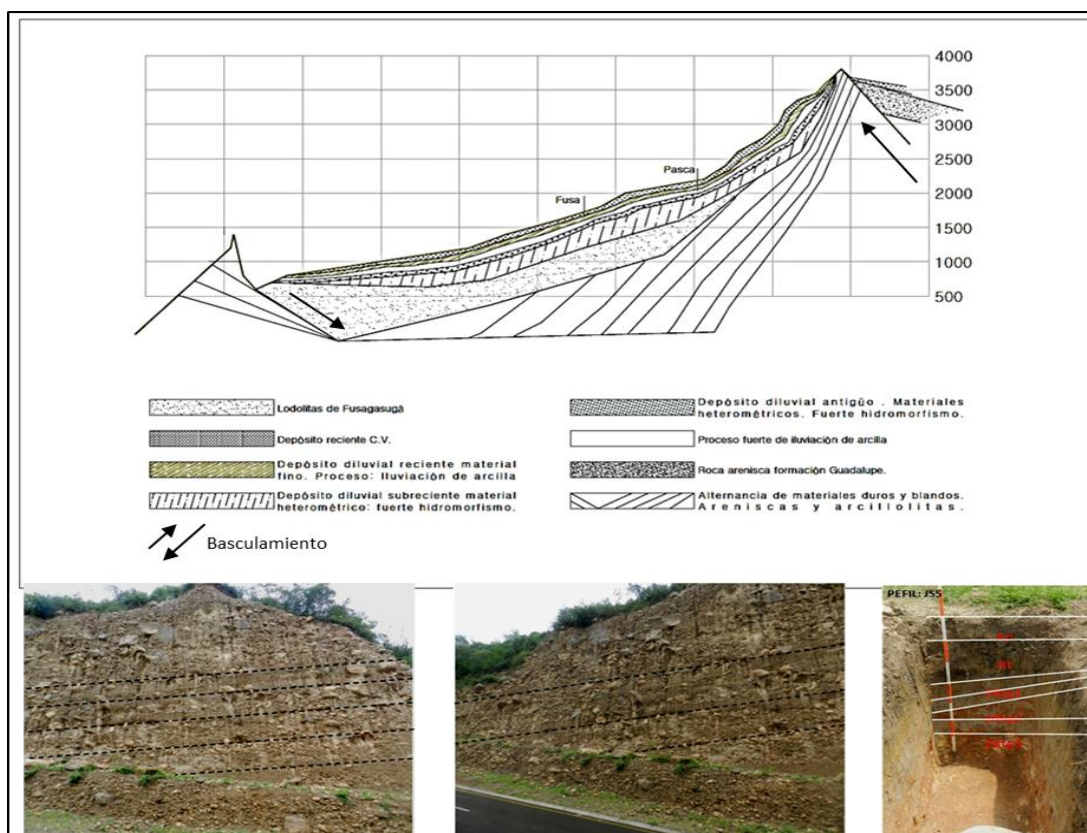 4000
3500
3000
2500
2000
1500
1000
500
Pasca
Fusa
Lodolitas de Fusagasugá
Depósito reciente C.V.
Depósito diluvial reciente material
fino. Proceso: Iluviación de arcilla
Depósito diluvial subreciente material
heterométrico: fuerte hidromorfismo.
Depósito diluvial antigüo . Materiales
heterométricos. Fuerte hidromorfismo.
Proceso fuerte de iluviación de arcilla
Roca arenisca formación Guadalupe.
Alternancia de materiales duros y blandos.
Areniscas y arcillolitas.
Basculamiento
PEFIL: J55